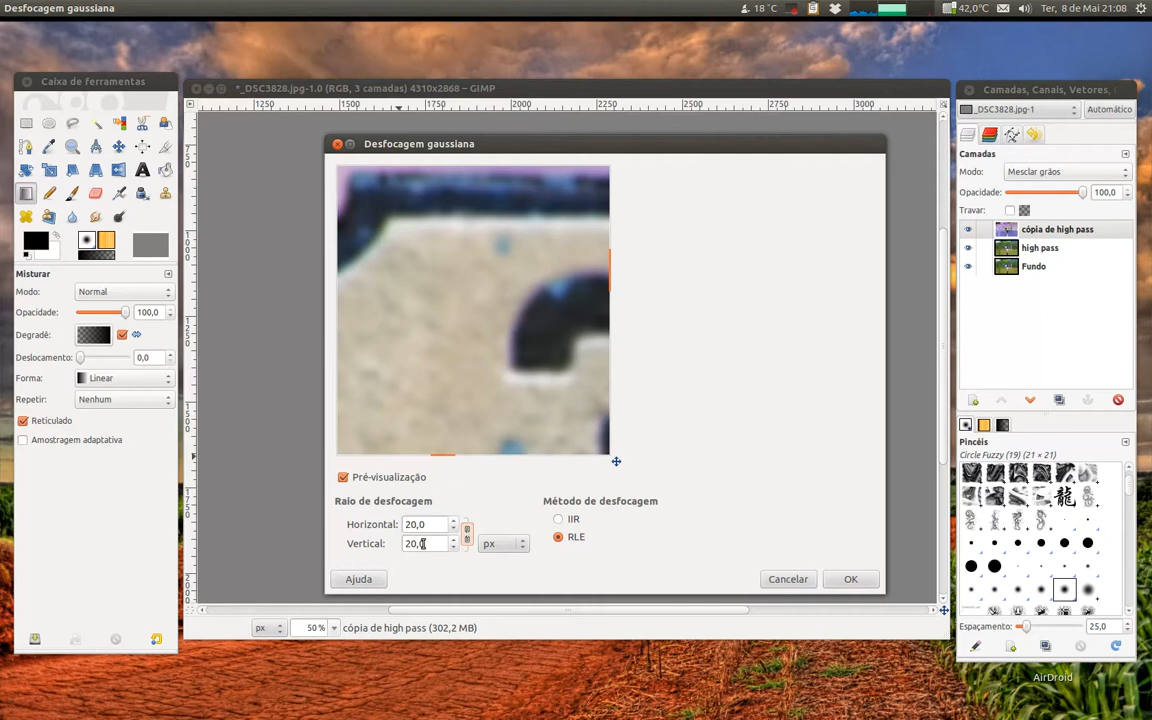 Desfocagem gaussiana
18 °C
42,0°C
Ter, 8 de Mai 21:08
Caixa de ferramentas
*_DSC3828.jpg-1.0 (RGB, 3 camadas) 4310x2868 – GIMP
Camadas, Canais, Vetores,
1250 1500 1750 2000 2250 2500 2750 3000
_DSC3828.jpg-1
Automático
Desfocagem gaussiana
Camadas
Modo: Mesclar grãos
Opacidade: 100,0
Travar:
cópia de high pass
high pass
Fundo
Misturar
Modo: Normal
Opacidade: 100,0
Degradê:
Deslocamento: 0,0
Forma: Linear
Repetir: Nenhum
Reticulado
Amostragem adaptativa
Pré-visualização
Raio de desfocagem
Método de desfocagem
Horizontal: 20,0
IIR
Vertical: 20,0
px
RLE
Ajuda
Cancelar
OK
Pincéis
Circle Fuzzy (19) (21 × 21)
龍
Espaçamento: 25,0
px
50 %
cópia de high pass (302,2 MB)
AirDroid